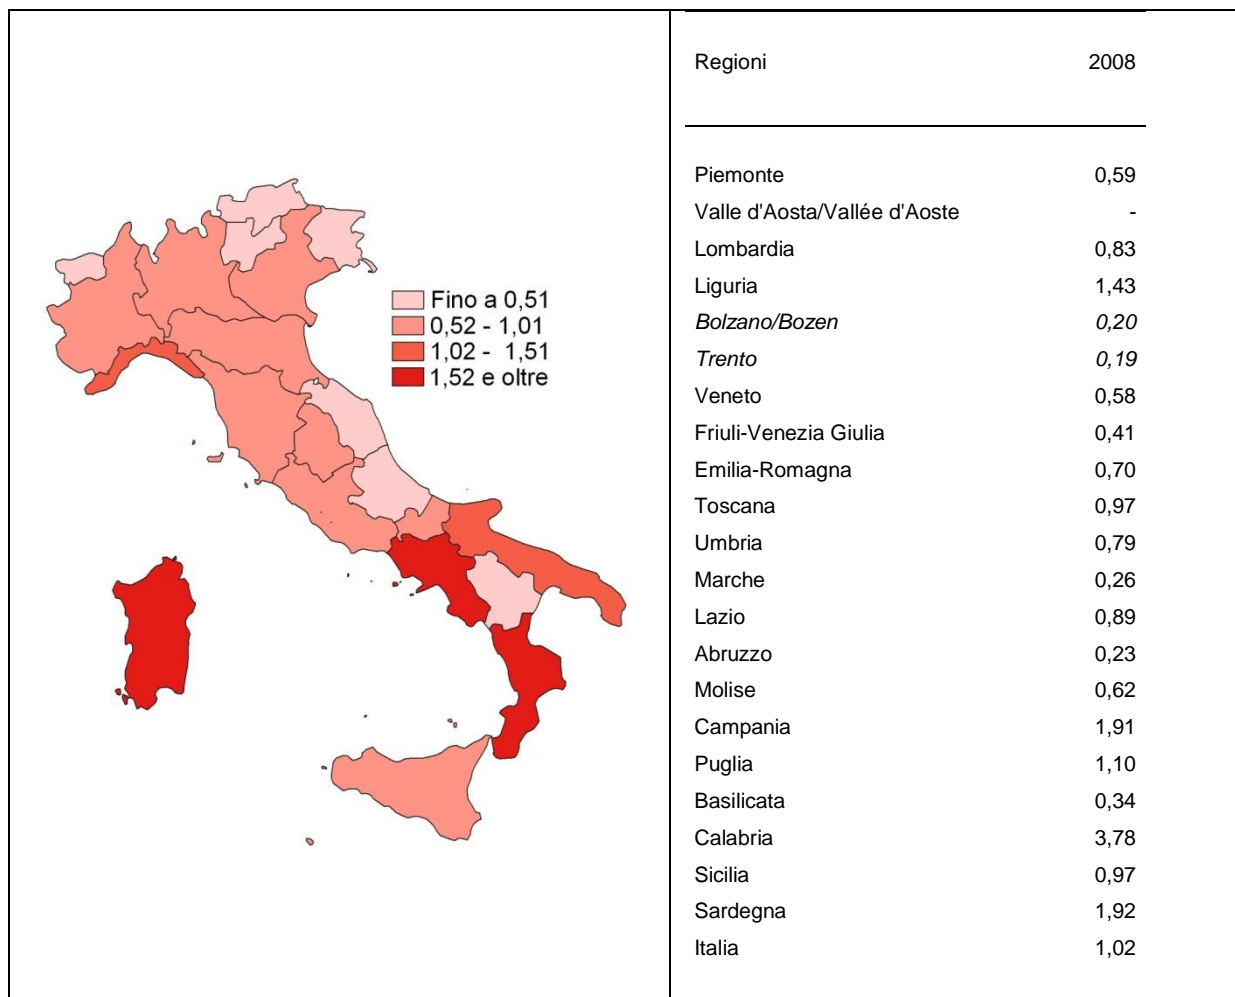 Fino a 0,51
0,52 - 1,01
1,02 - 1,51
1,52 e oltre
Regioni 2008
Piemonte 0,59
Valle d'Aosta/Vallée d'Aoste -
Lombardia 0,83
Liguria 1,43
Bolzano/Bozen 0,20
Trento 0,19
Veneto 0,58
Friuli-Venezia Giulia 0,41
Emilia-Romagna 0,70
Toscana 0,97
Umbria 0,79
Marche 0,26
Lazio 0,89
Abruzzo 0,23
Molise 0,62
Campania 1,91
Puglia 1,10
Basilicata 0,34
Calabria 3,78
Sicilia 0,97
Sardegna 1,92
Italia 1,02